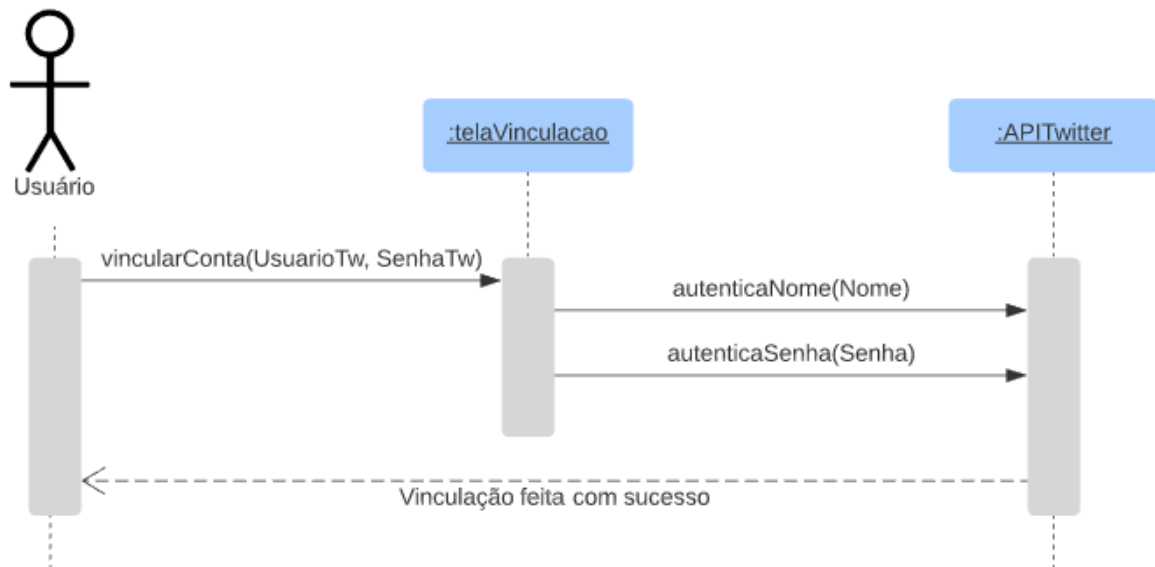 :telaVinculacao
:APITwitter
Usuário
vincularConta(UsuarioTw, SenhaTw)
autenticaNome(Nome)
autenticaSenha(Senha)
Vinculação feita com sucesso